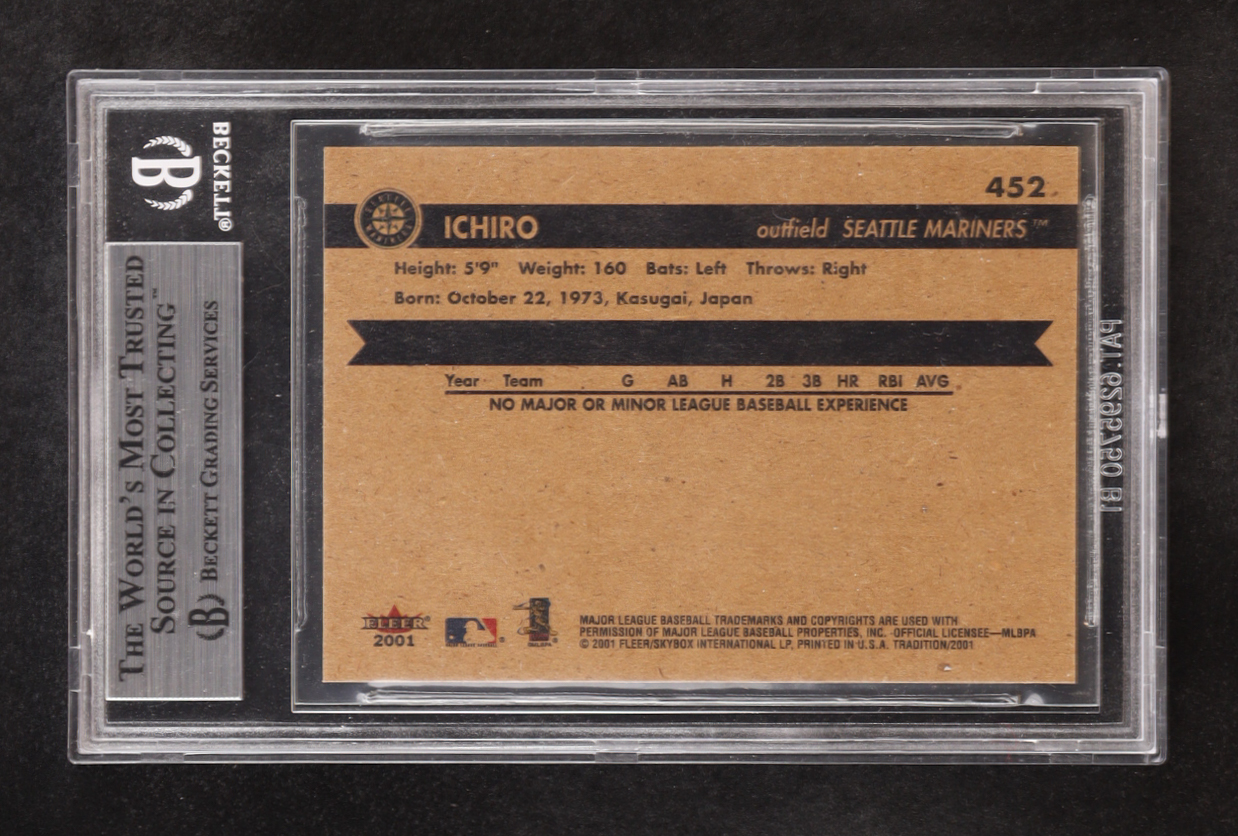 BECKETT®
B
THE WORLD'S MOST TRUSTED
SOURCE IN COLLECTING™
B BECKETT GRADING SERVICES
452
ICHIRO outfield SEATTLE MARINERS™
Height: 5'9" Weight: 160 Bats: Left Throws: Right
Born: October 22, 1973, Kasugai, Japan
Year Team G AB H 2B 3B HR RBI AVG
NO MAJOR OR MINOR LEAGUE BASEBALL EXPERIENCE
FLEER®
2001
MLBPA
MAJOR LEAGUE BASEBALL TRADEMARKS AND COPYRIGHTS ARE USED WITH
PERMISSION OF MAJOR LEAGUE BASEBALL PROPERTIES, INC. OFFICIAL LICENSEE—MLBPA
© 2001 FLEER/SKYBOX INTERNATIONAL LP, PRINTED IN U.S.A. TRADITION/2001